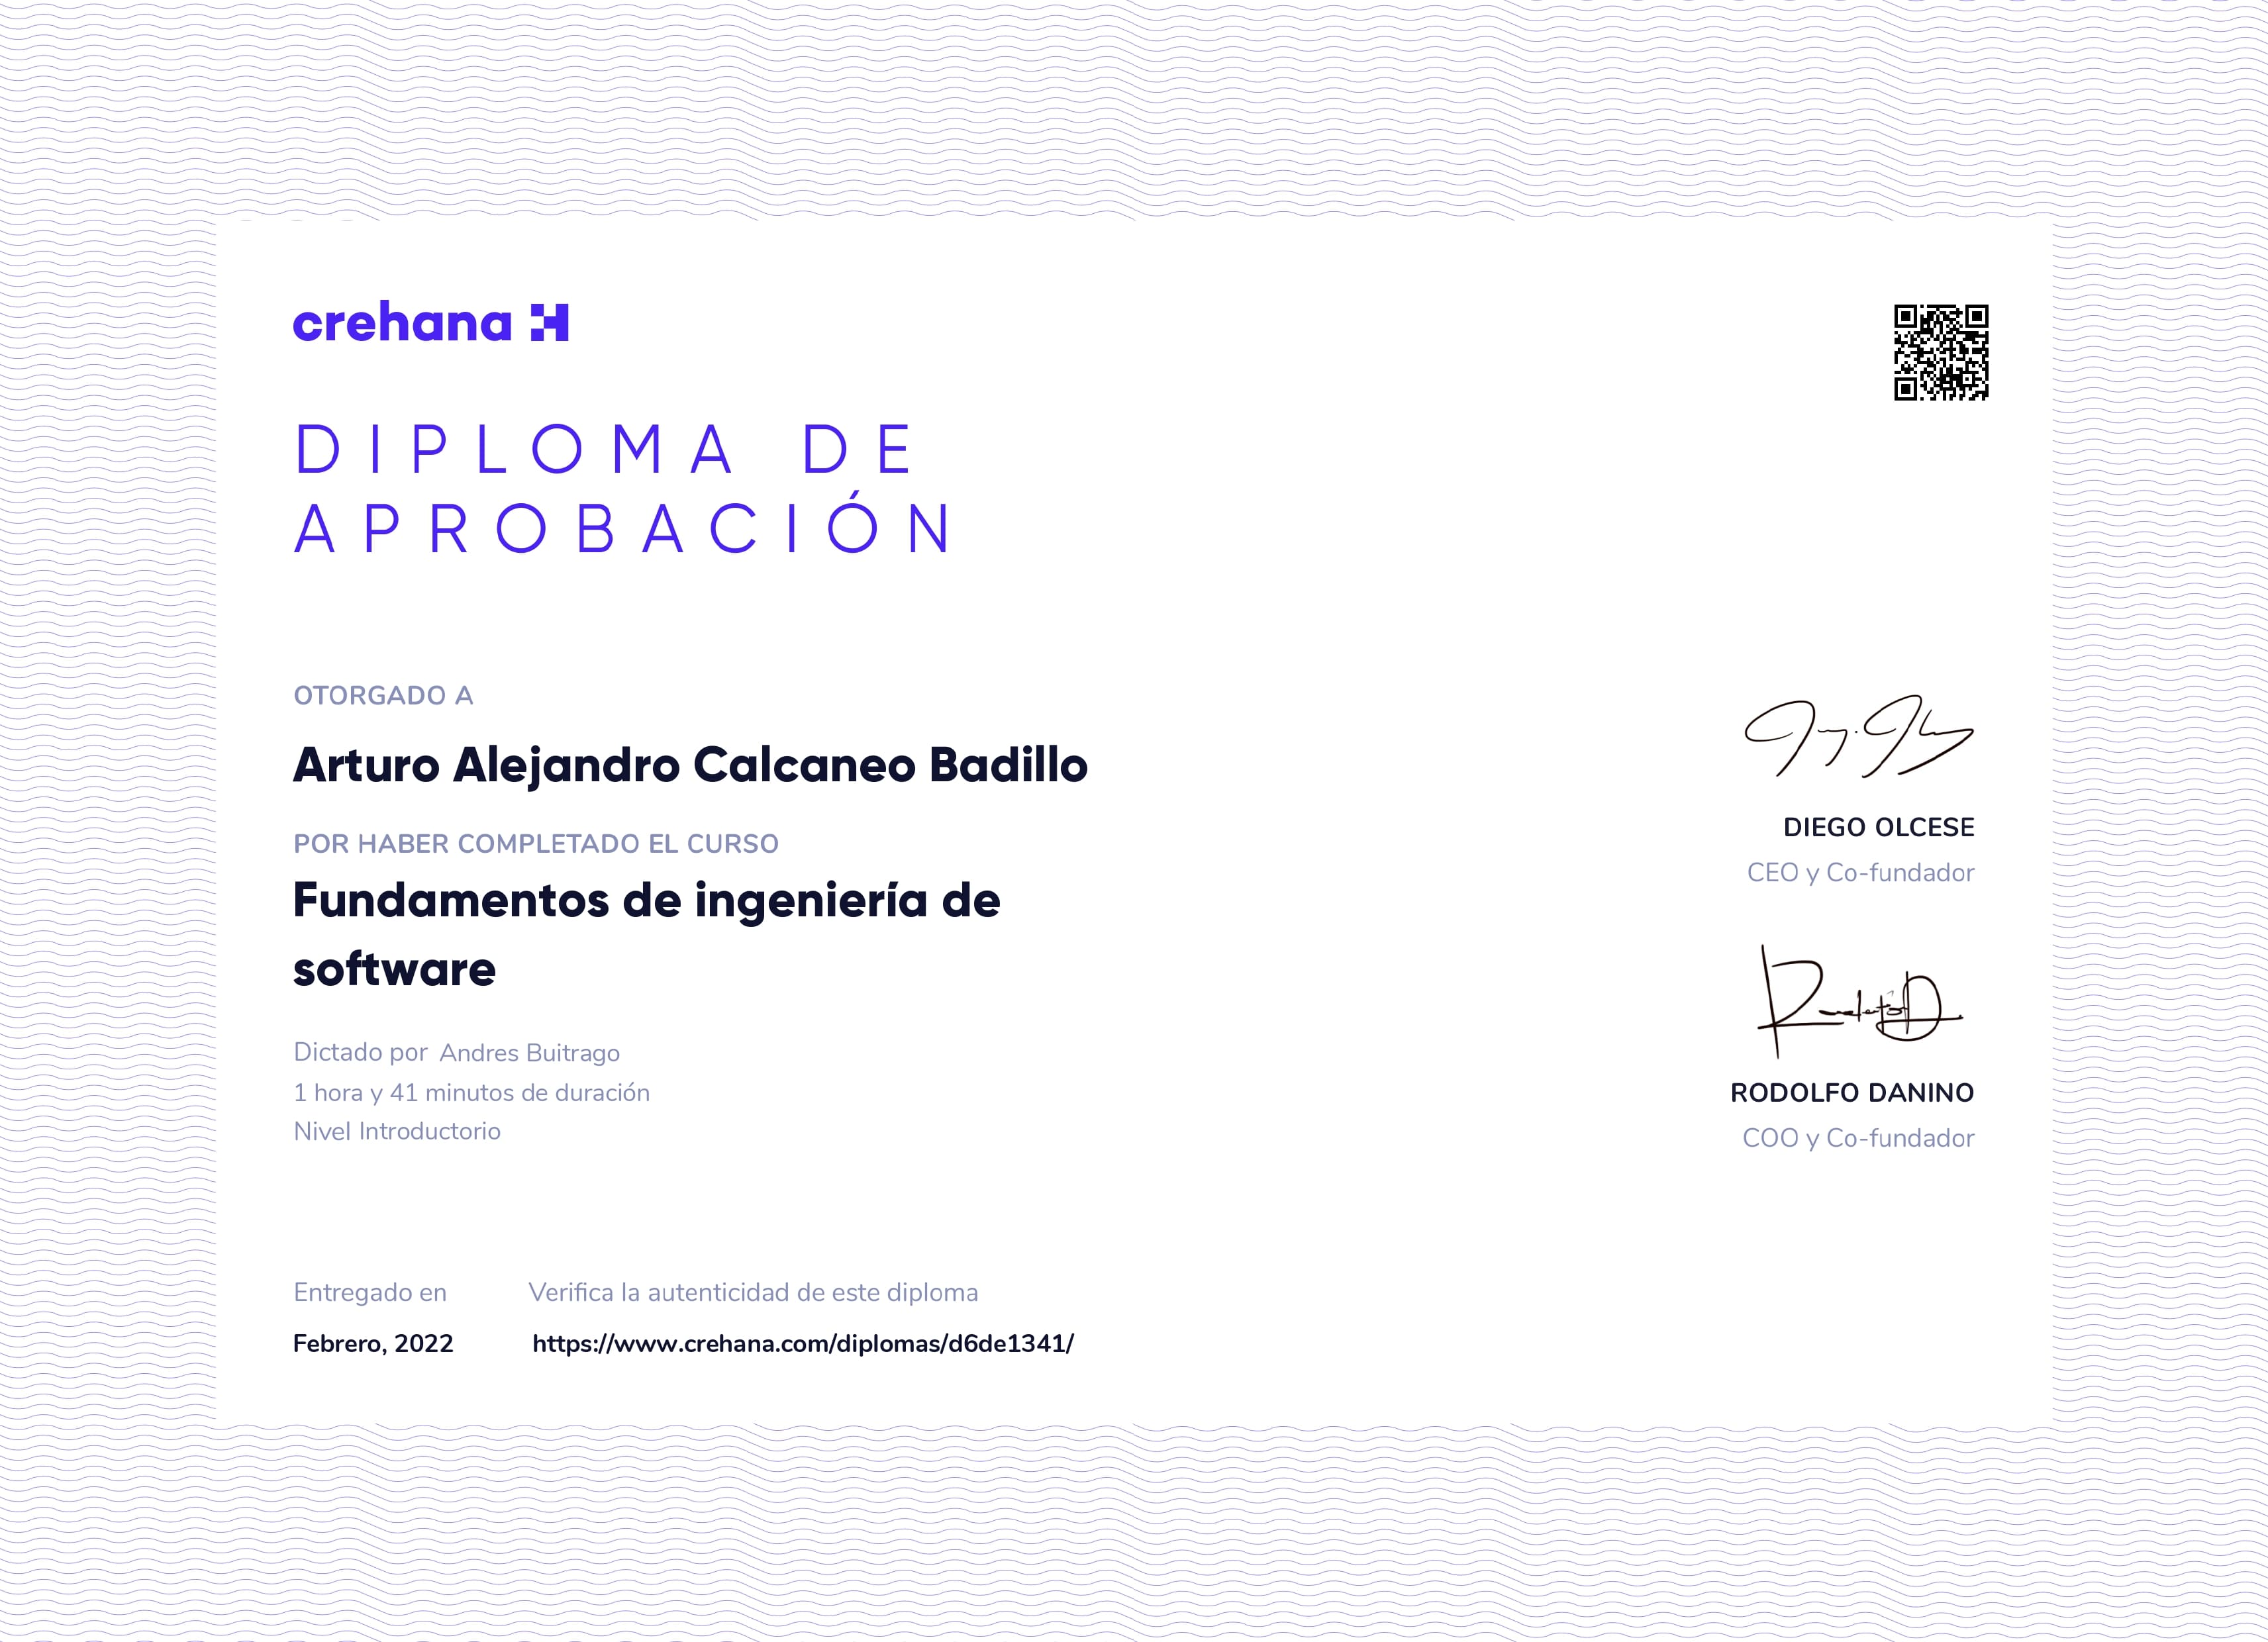 crehana
DIPLOMA DE
APROBACIÓN
OTORGADO A
Arturo Alejandro Calcaneo Badillo
POR HABER COMPLETADO EL CURSO
Fundamentos de ingeniería de
software
Dictado por Andres Buitrago
1 hora y 41 minutos de duración
Nivel Introductorio
Entregado en
Febrero, 2022
Verifica la autenticidad de este diploma
https://www.crehana.com/diplomas/d6de1341/
DIEGO OLCESE
CEO y Co-fundador
RODOLFO DANINO
COO y Co-fundador